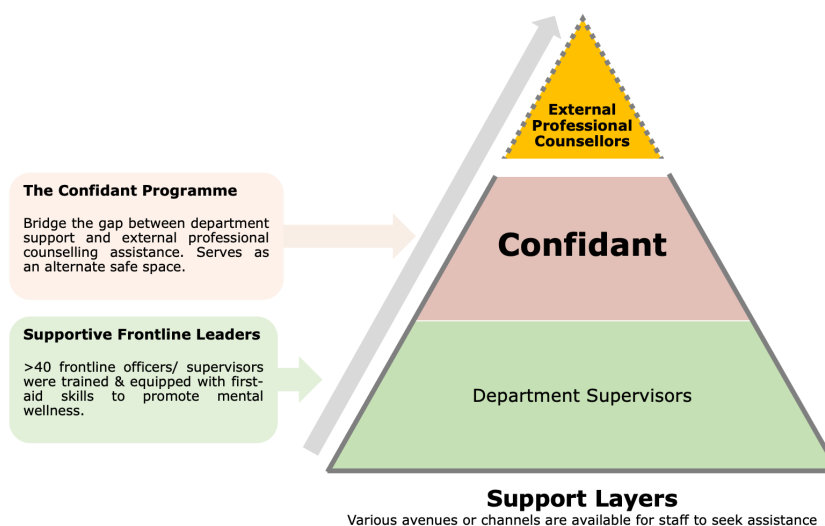 External
Professional
Counsellors
The Confidant Programme
Bridge the gap between department
support and external professional
counselling assistance. Serves as
an alternate safe space.
Confidant
Supportive Frontline Leaders
>40 frontline officers/ supervisors
were trained & equipped with first-
aid skills to promote mental
wellness.
Department Supervisors
Support Layers
Various avenues or channels are available for staff to seek assistance